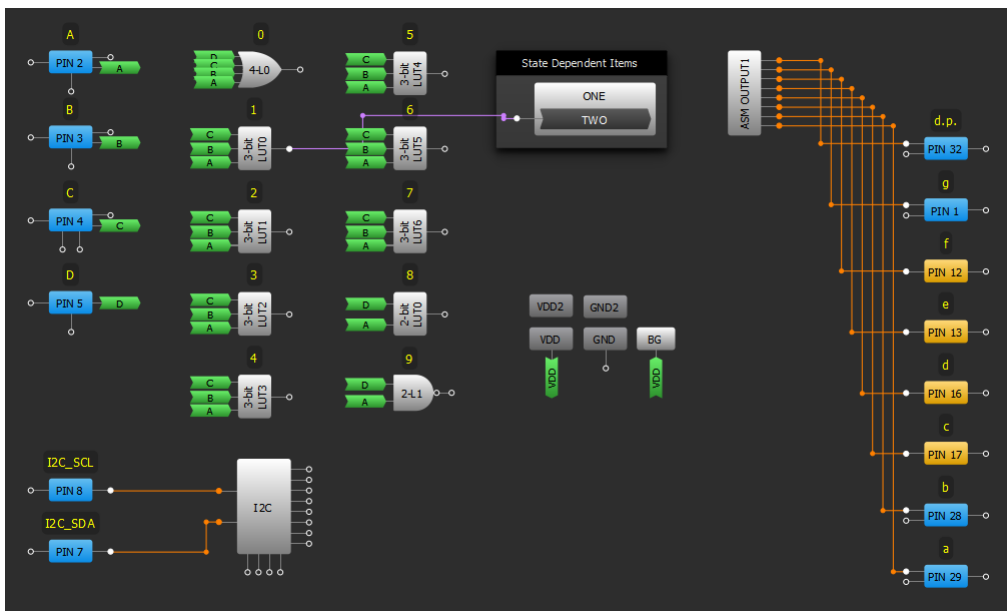 A
PIN 2
A
B
PIN 3
B
C
PIN 4
C
D
PIN 5
D
I2C_SCL
PIN 8
I2C_SDA
PIN 7
I2C
0
D
C
B
A
4-L0
1
C
B
A
3-bit
LUT0
2
C
B
A
3-bit
LUT1
3
C
B
A
3-bit
LUT2
4
C
B
A
3-bit
LUT3
5
C
B
A
3-bit
LUT4
6
C
B
A
3-bit
LUT5
7
C
B
A
3-bit
LUT6
8
D
A
2-bit
LUT0
9
D
A
2-L1
State Dependent Items
ONE
TWO
VDD2
GND2
VDD
GND
BG
VDD
VDD
ASM OUTPUT1
d.p.
PIN 32
g
PIN 1
f
PIN 12
e
PIN 13
d
PIN 16
c
PIN 17
b
PIN 28
a
PIN 29